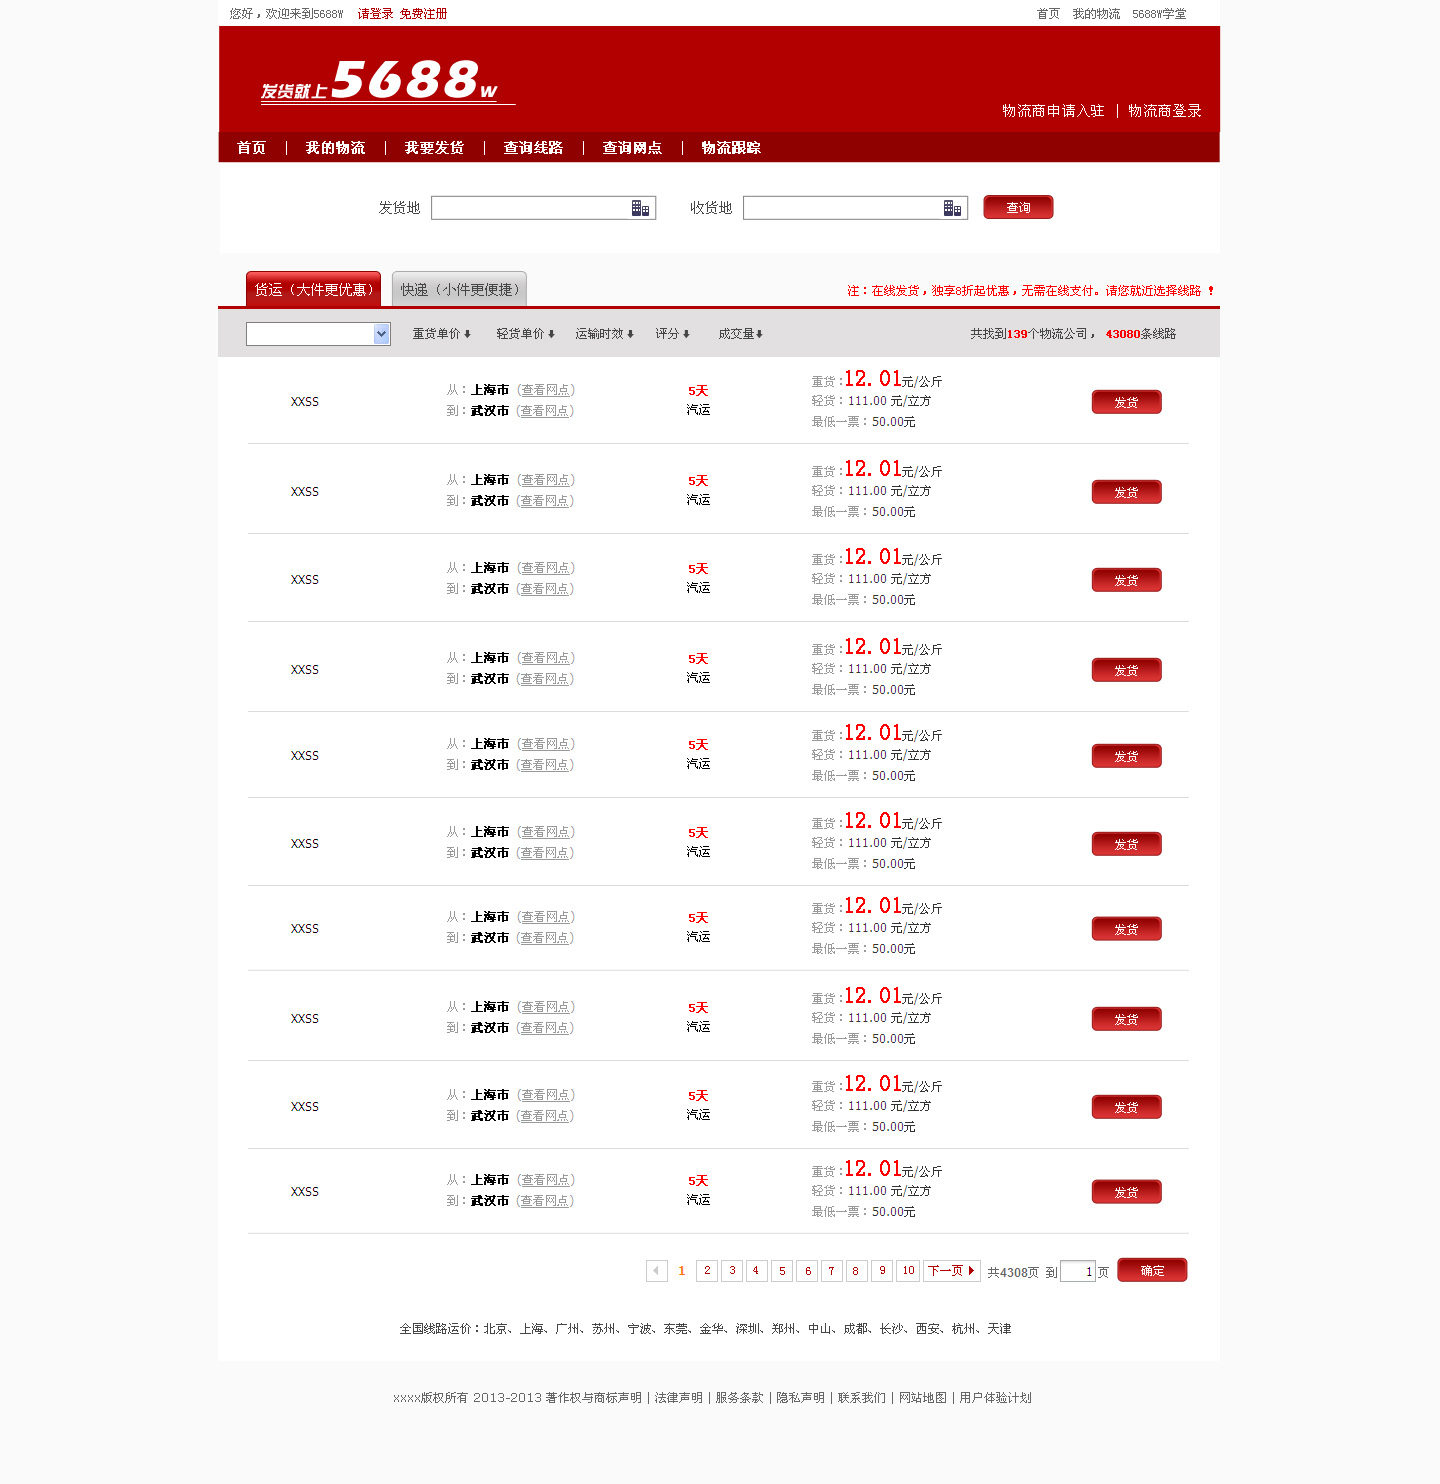 您好，欢迎来到5688W 请登录 免费注册 首页 我的物流 5688W学堂
发货就上5688w
物流商申请入驻 | 物流商登录
首页 | 我的物流 | 我要发货 | 查询线路 | 查询网点 | 物流跟踪
发货地 收货地 查询
货运（大件更优惠） 快递（小件更便捷） 注：在线发货，独享8折起优惠，无需在线支付。请您就近选择线路 ！
重货单价 轻货单价 运输时效 评分 成交量 共找到139个物流公司， 43080条线路
从：上海市 (查看网点) 5天 重货：12.01元/公斤
XXSS 到：武汉市 (查看网点) 汽运 轻货：111.00 元/立方 发货
最低一票：50.00元
从：上海市 (查看网点) 5天 重货：12.01元/公斤
XXSS 到：武汉市 (查看网点) 汽运 轻货：111.00 元/立方 发货
最低一票：50.00元
从：上海市 (查看网点) 5天 重货：12.01元/公斤
XXSS 到：武汉市 (查看网点) 汽运 轻货：111.00 元/立方 发货
最低一票：50.00元
从：上海市 (查看网点) 5天 重货：12.01元/公斤
XXSS 到：武汉市 (查看网点) 汽运 轻货：111.00 元/立方 发货
最低一票：50.00元
从：上海市 (查看网点) 5天 重货：12.01元/公斤
XXSS 到：武汉市 (查看网点) 汽运 轻货：111.00 元/立方 发货
最低一票：50.00元
从：上海市 (查看网点) 5天 重货：12.01元/公斤
XXSS 到：武汉市 (查看网点) 汽运 轻货：111.00 元/立方 发货
最低一票：50.00元
从：上海市 (查看网点) 5天 重货：12.01元/公斤
XXSS 到：武汉市 (查看网点) 汽运 轻货：111.00 元/立方 发货
最低一票：50.00元
从：上海市 (查看网点) 5天 重货：12.01元/公斤
XXSS 到：武汉市 (查看网点) 汽运 轻货：111.00 元/立方 发货
最低一票：50.00元
从：上海市 (查看网点) 5天 重货：12.01元/公斤
XXSS 到：武汉市 (查看网点) 汽运 轻货：111.00 元/立方 发货
最低一票：50.00元
从：上海市 (查看网点) 5天 重货：12.01元/公斤
XXSS 到：武汉市 (查看网点) 汽运 轻货：111.00 元/立方 发货
最低一票：50.00元
1 2 3 4 5 6 7 8 9 10 下一页 共4308页 到 1 页 确定
全国线路运价：北京、上海、广州、苏州、宁波、东莞、金华、深圳、郑州、中山、成都、长沙、西安、杭州、天津
xxxx版权所有 2013-2013 著作权与商标声明 | 法律声明 | 服务条款 | 隐私声明 | 联系我们 | 网站地图 | 用户体验计划